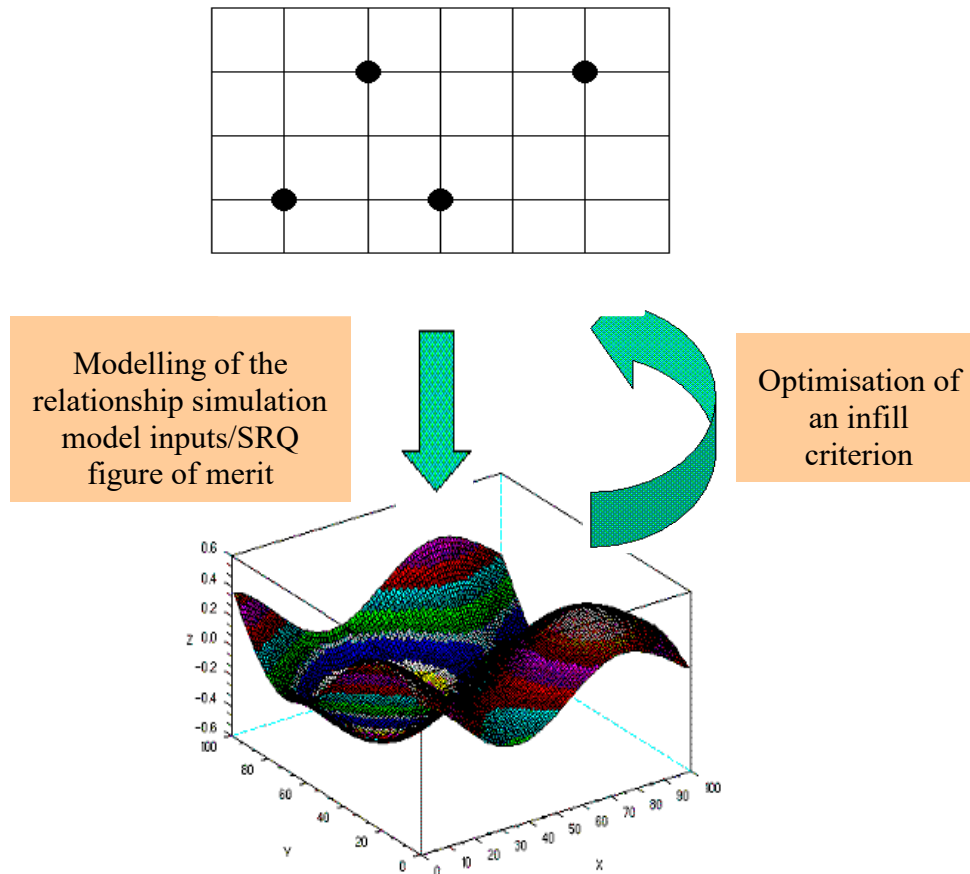 Modelling of the
relationship simulation
model inputs/SRQ
figure of merit
Optimisation of
an infill
criterion
0.6
0.4
0.2
0.0
-0.2
-0.4
-0.6
Z
100
80
60
40
20
0
Y
0
10
20
30
40
50
60
70
80
90
100
X